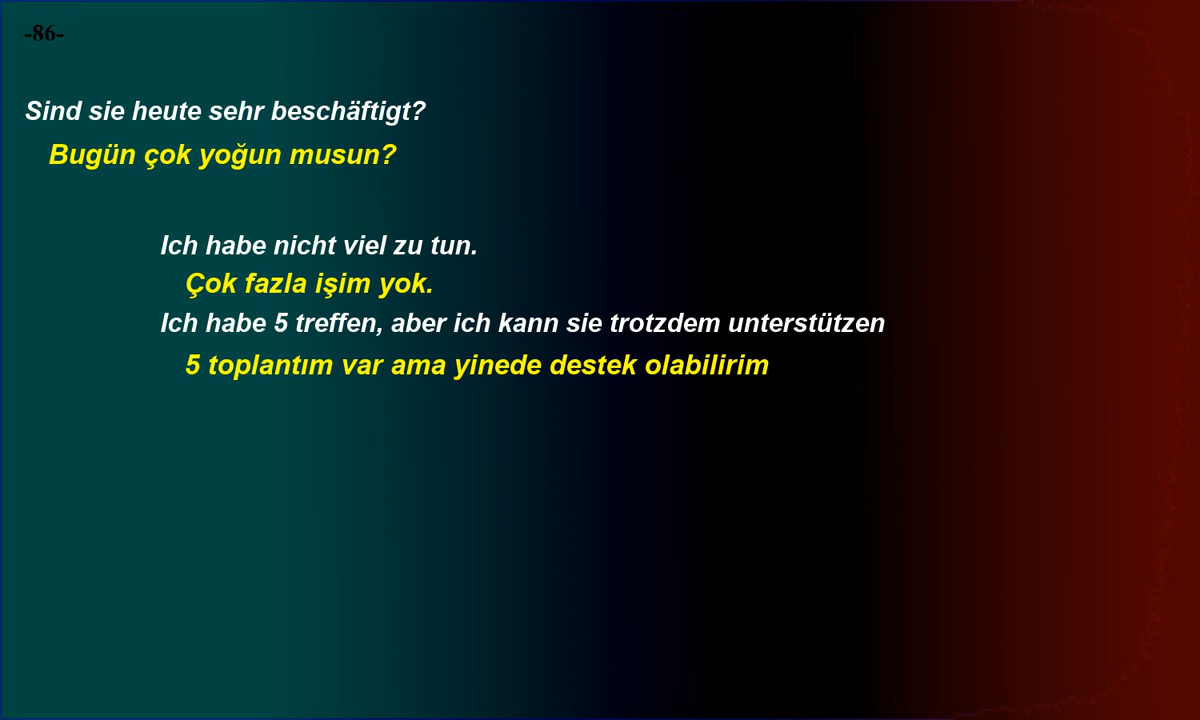 -86-
Sind sie heute sehr beschäftigt?
Bugün çok yoğun musun?
Ich habe nicht viel zu tun.
Çok fazla işim yok.
Ich habe 5 treffen, aber ich kann sie trotzdem unterstützen
5 toplantım var ama yinede destek olabilirim